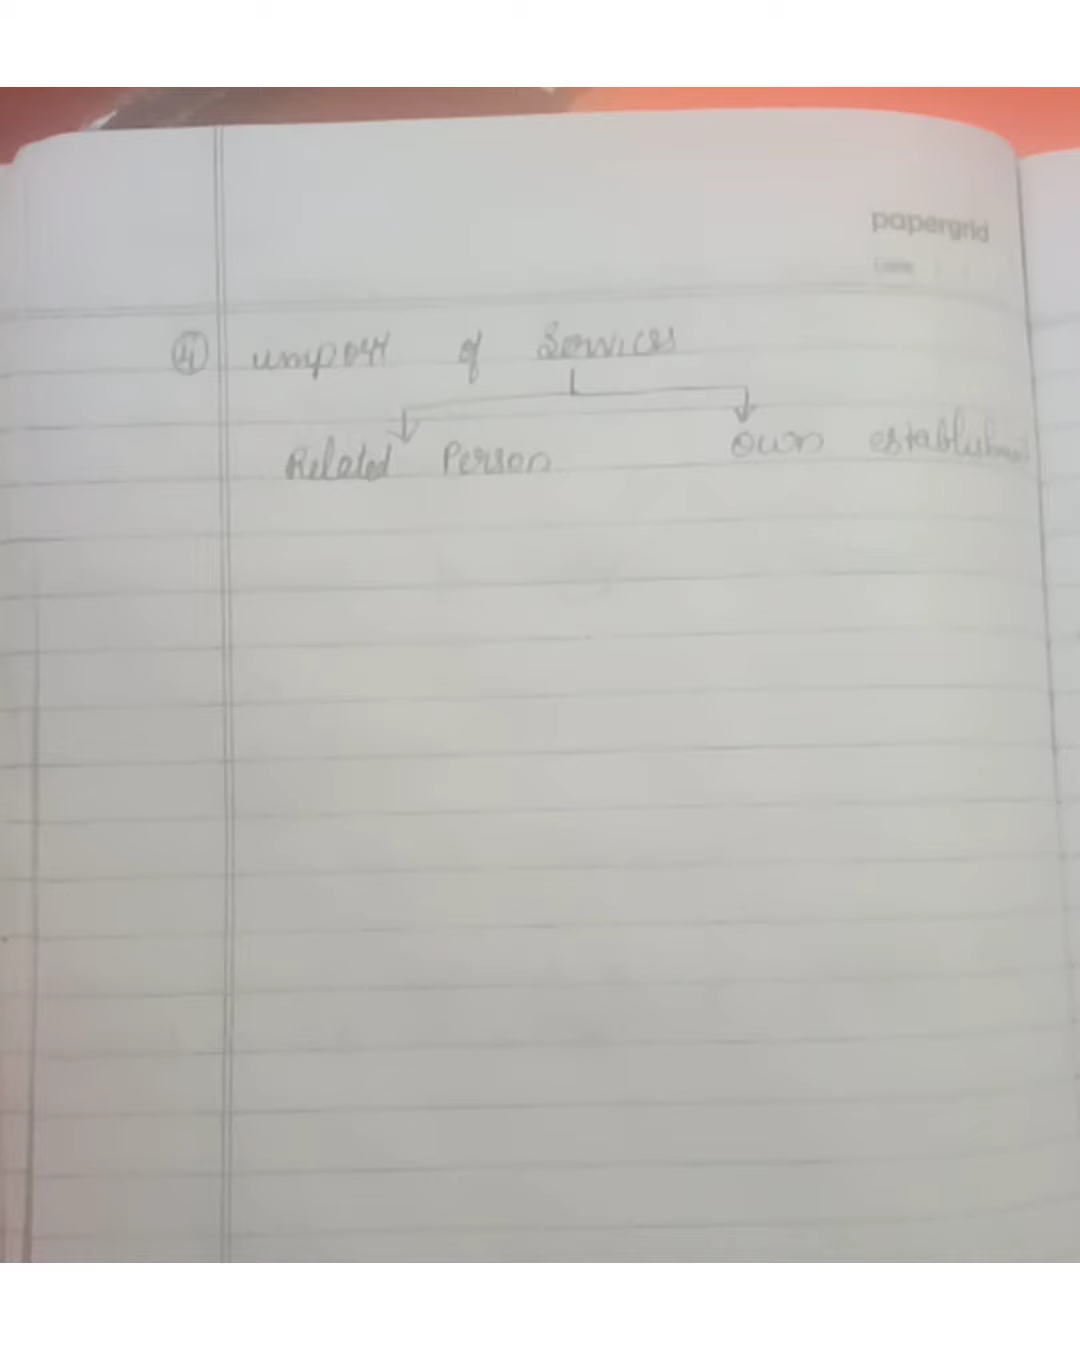 papergrid
④ import of Services
Related Person own establishment